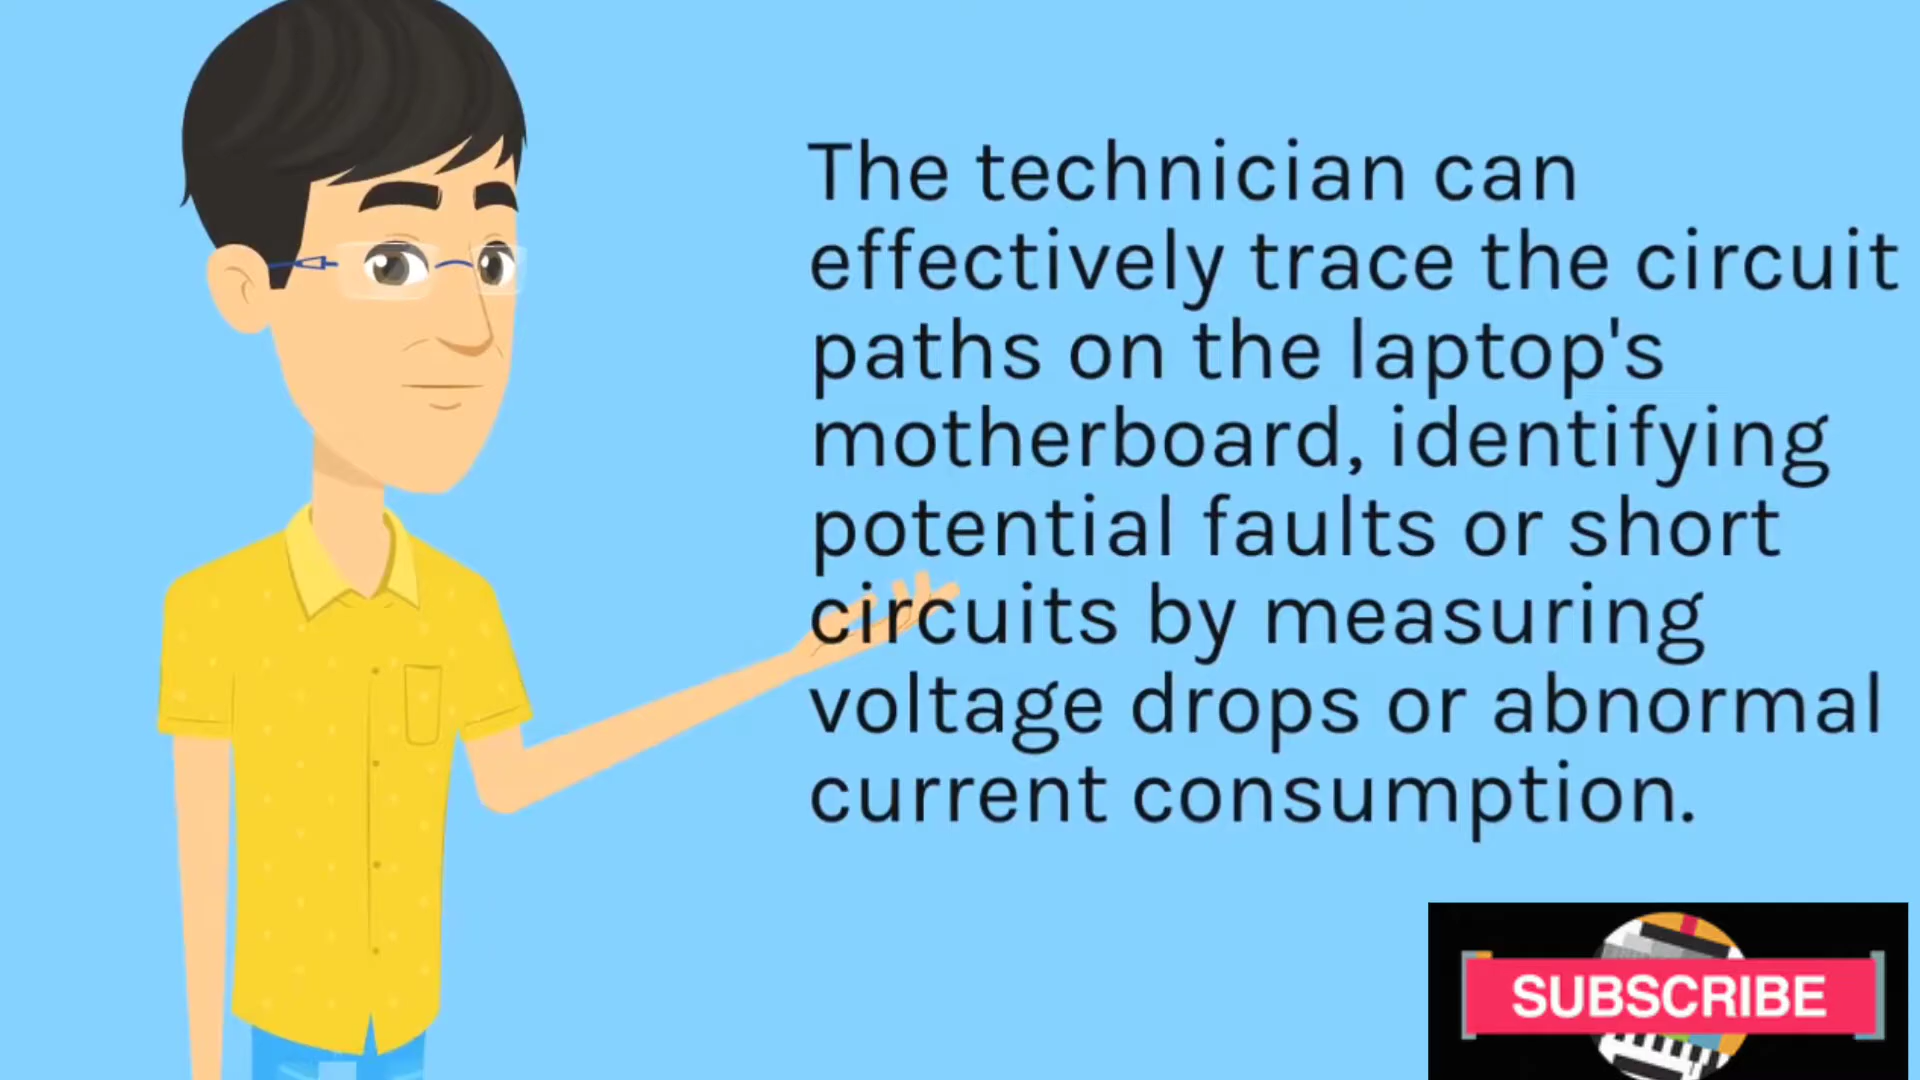 The technician can
effectively trace the circuit
paths on the laptop's
motherboard, identifying
potential faults or short
circuits by measuring
voltage drops or abnormal
current consumption.
SUBSCRIBE